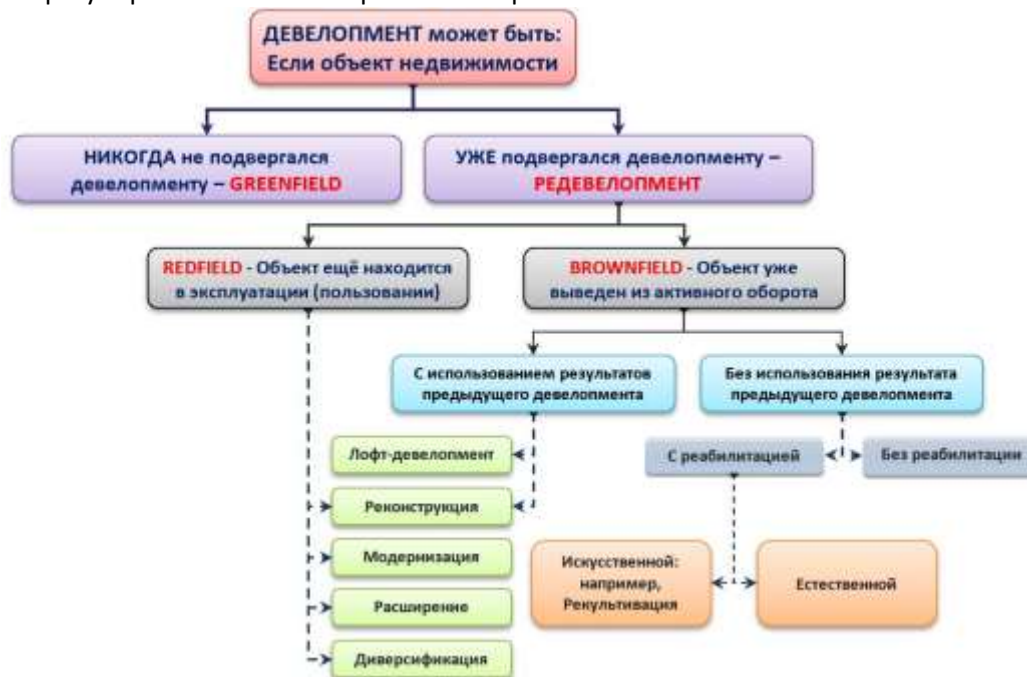 ДЕВЕЛОПМЕНТ может быть:
Если объект недвижимости
НИКОГДА не подвергался
девелопменту – GREENFIELD
УЖЕ подвергался девелопменту –
РЕДЕВЕЛОПМЕНТ
REDFIELD - Объект ещё находится
в эксплуатации (пользовании)
BROWNFIELD - Объект уже
выведен из активного оборота
С использованием результатов
предыдущего девелопмента
Без использования результата
предыдущего девелопмента
Лофт-девелопмент
Реконструкция
Модернизация
Расширение
Диверсификация
С реабилитацией
Без реабилитации
Искусственной:
например,
Рекультивация
Естественной